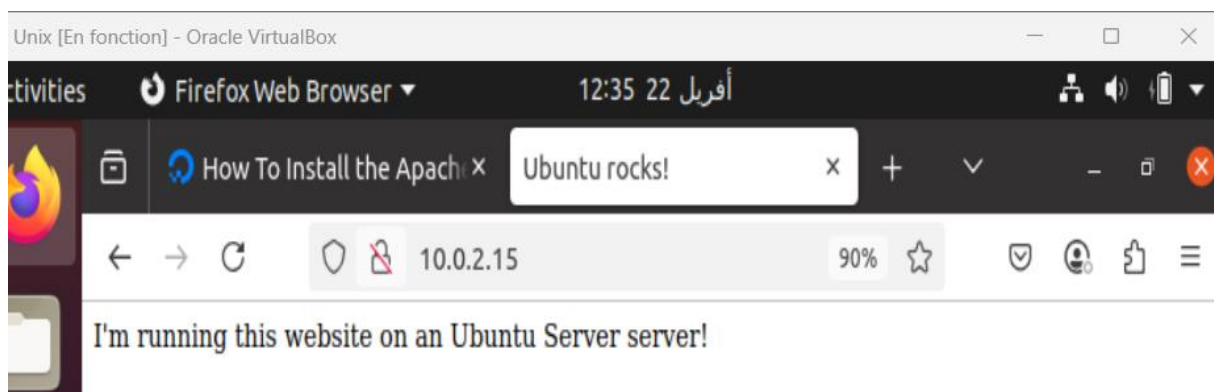 Unix [En fonction] - Oracle VirtualBox
ctivities Firefox Web Browser 12:35 22 أفريل
How To Install the Apach Ubuntu rocks!
10.0.2.15 90%
I'm running this website on an Ubuntu Server server!